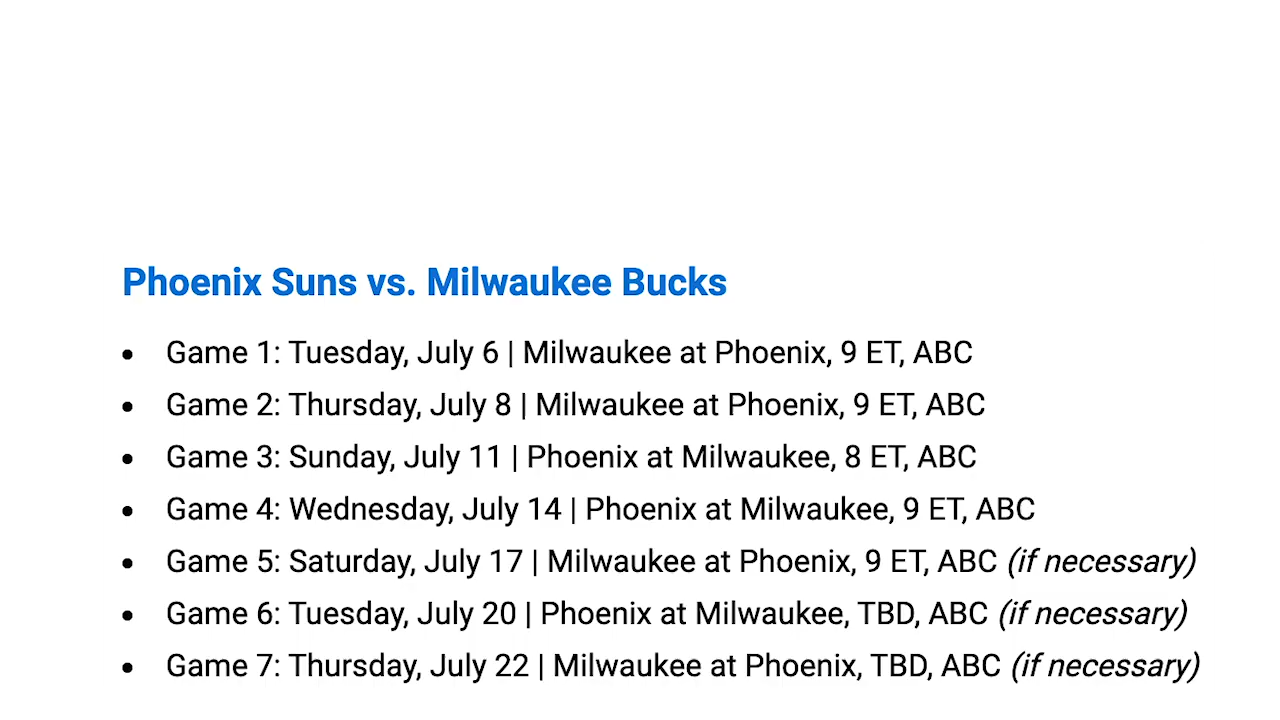 Phoenix Suns vs. Milwaukee Bucks
• Game 1: Tuesday, July 6 | Milwaukee at Phoenix, 9 ET, ABC
• Game 2: Thursday, July 8 | Milwaukee at Phoenix, 9 ET, ABC
• Game 3: Sunday, July 11 | Phoenix at Milwaukee, 8 ET, ABC
• Game 4: Wednesday, July 14 | Phoenix at Milwaukee, 9 ET, ABC
• Game 5: Saturday, July 17 | Milwaukee at Phoenix, 9 ET, ABC (if necessary)
• Game 6: Tuesday, July 20 | Phoenix at Milwaukee, TBD, ABC (if necessary)
• Game 7: Thursday, July 22 | Milwaukee at Phoenix, TBD, ABC (if necessary)